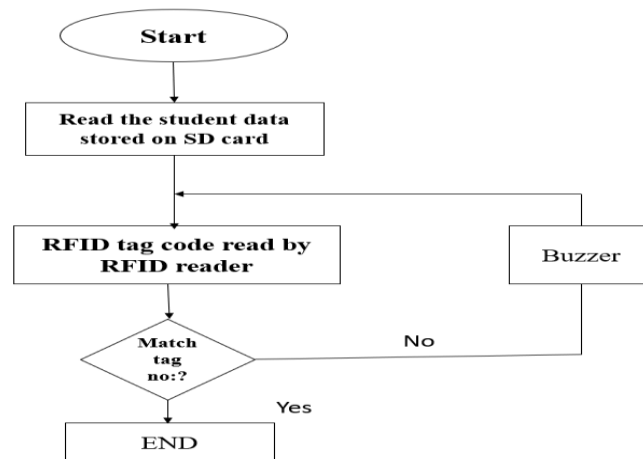 Start
Read the student data
stored on SD card
RFID tag code read by
RFID reader
Buzzer
Match
tag
no:?
No
Yes
END